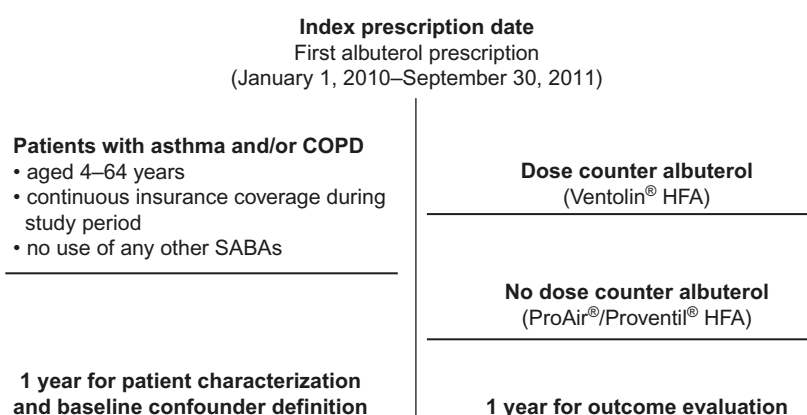 Index prescription date
First albuterol prescription
(January 1, 2010–September 30, 2011)
Patients with asthma and/or COPD
• aged 4–64 years
• continuous insurance coverage during
study period
• no use of any other SABAs
1 year for patient characterization
and baseline confounder definition
Dose counter albuterol
(Ventolin® HFA)
No dose counter albuterol
(ProAir®/Proventil® HFA)
1 year for outcome evaluation